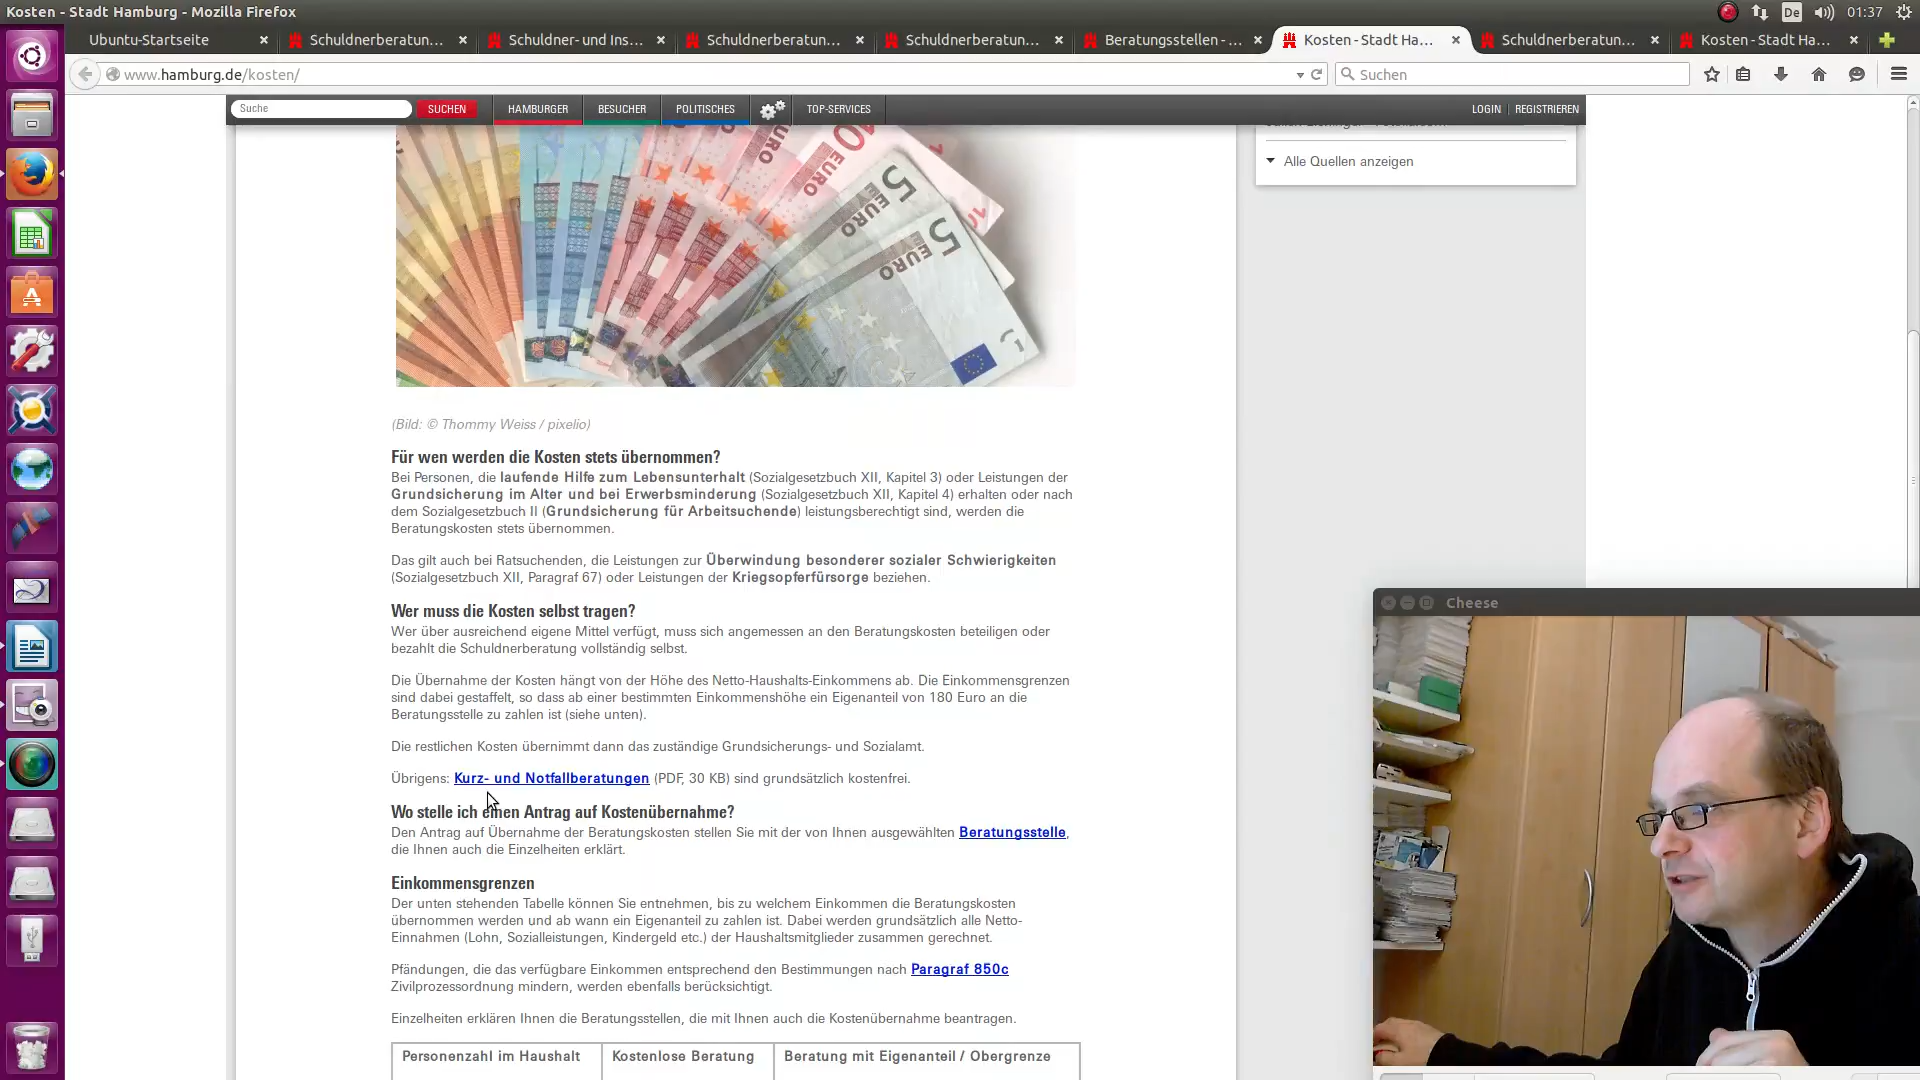 Kosten - Stadt Hamburg - Mozilla Firefox
De
01:37
Ubuntu-Startseite
Schuldnerberatun...
Schuldner- und Ins...
Schuldnerberatun...
Schuldnerberatun...
Beratungsstellen - ...
Kosten - Stadt Ha...
Schuldnerberatun...
Kosten - Stadt Ha...
www.hamburg.de/kosten/
Suchen
Suche
SUCHEN
HAMBURGER
BESUCHER
POLITISCHES
TOP-SERVICES
LOGIN
REGISTRIEREN
Alle Quellen anzeigen
EURO
10
EURO
5
EURO
5
EURO
(Bild: © Thommy Weiss / pixelio)
Für wen werden die Kosten stets übernommen?
Bei Personen, die laufende Hilfe zum Lebensunterhalt (Sozialgesetzbuch XII, Kapitel 3) oder Leistungen der
Grundsicherung im Alter und bei Erwerbsminderung (Sozialgesetzbuch XII, Kapitel 4) erhalten oder nach
dem Sozialgesetzbuch II (Grundsicherung für Arbeitsuchende) leistungsberechtigt sind, werden die
Beratungskosten stets übernommen.
Das gilt auch bei Ratsuchenden, die Leistungen zur Überwindung besonderer sozialer Schwierigkeiten
(Sozialgesetzbuch XII, Paragraf 67) oder Leistungen der Kriegsopferfürsorge beziehen.
Wer muss die Kosten selbst tragen?
Wer über ausreichend eigene Mittel verfügt, muss sich angemessen an den Beratungskosten beteiligen oder
bezahlt die Schuldnerberatung vollständig selbst.
Die Übernahme der Kosten hängt von der Höhe des Netto-Haushalts-Einkommens ab. Die Einkommensgrenzen
sind dabei gestaffelt, so dass ab einer bestimmten Einkommenshöhe ein Eigenanteil von 180 Euro an die
Beratungsstelle zu zahlen ist (siehe unten).
Die restlichen Kosten übernimmt dann das zuständige Grundsicherungs- und Sozialamt.
Übrigens: Kurz- und Notfallberatungen (PDF, 30 KB) sind grundsätzlich kostenfrei.
Wo stelle ich einen Antrag auf Kostenübernahme?
Den Antrag auf Übernahme der Beratungskosten stellen Sie mit der von Ihnen ausgewählten Beratungsstelle,
die Ihnen auch die Einzelheiten erklärt.
Einkommensgrenzen
Der unten stehenden Tabelle können Sie entnehmen, bis zu welchem Einkommen die Beratungskosten
übernommen werden und ab wann ein Eigenanteil zu zahlen ist. Dabei werden grundsätzlich alle Netto-
Einnahmen (Lohn, Sozialleistungen, Kindergeld etc.) der Haushaltsmitglieder zusammen gerechnet.
Pfändungen, die das verfügbare Einkommen entsprechend den Bestimmungen nach Paragraf 850c
Zivilprozessordnung mindern, werden ebenfalls berücksichtigt.
Einzelheiten erklären Ihnen die Beratungsstellen, die mit Ihnen auch die Kostenübernahme beantragen.
Personenzahl im Haushalt
Kostenlose Beratung
Beratung mit Eigenanteil / Obergrenze
Cheese